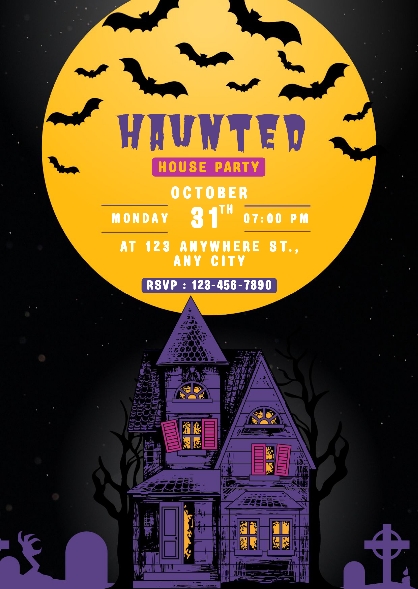 HAUNTED
HOUSE PARTY
OCTOBER
MONDAY 31TH 07:00 PM
AT 123 ANYWHERE ST.,
ANY CITY
RSVP : 123-456-7890